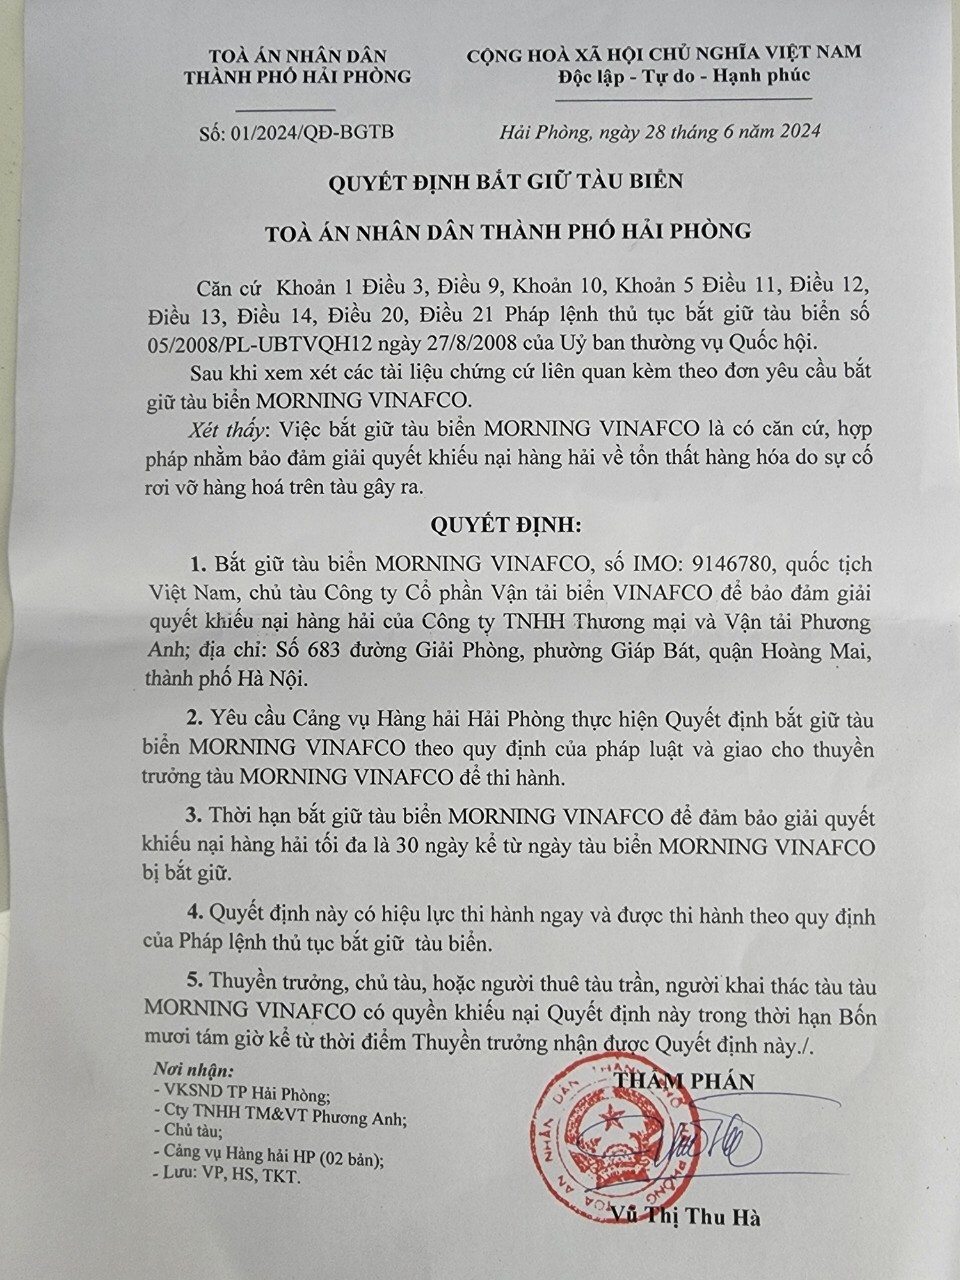 TOÀ ÁN NHÂN DÂN
THÀNH PHỐ HẢI PHÒNG
CỘNG HOÀ XÃ HỘI CHỦ NGHĨA VIỆT NAM
Độc lập - Tự do - Hạnh phúc
Số: 01/2024/QĐ-BGTB
Hải Phòng, ngày 28 tháng 6 năm 2024
QUYẾT ĐỊNH BẮT GIỮ TÀU BIỂN
TOÀ ÁN NHÂN DÂN THÀNH PHỐ HẢI PHÒNG
Căn cứ Khoản 1 Điều 3, Điều 9, Khoản 10, Khoản 5 Điều 11, Điều 12,
Điều 13, Điều 14, Điều 20, Điều 21 Pháp lệnh thủ tục bắt giữ tàu biển số
05/2008/PL-UBTVQH12 ngày 27/8/2008 của Uỷ ban thường vụ Quốc hội.
Sau khi xem xét các tài liệu chứng cứ liên quan kèm theo đơn yêu cầu bắt
giữ tàu biển MORNING VINAFCO.
Xét thấy: Việc bắt giữ tàu biển MORNING VINAFCO là có căn cứ, hợp
pháp nhằm bảo đảm giải quyết khiếu nại hàng hải về tổn thất hàng hóa do sự cố
rơi vỡ hàng hoá trên tàu gây ra.
QUYẾT ĐỊNH:
1. Bắt giữ tàu biển MORNING VINAFCO, số IMO: 9146780, quốc tịch
Việt Nam, chủ tàu Công ty Cổ phần Vận tải biển VINAFCO để bảo đảm giải
quyết khiếu nại hàng hải của Công ty TNHH Thương mại và Vận tải Phương
Anh; địa chỉ: Số 683 đường Giải Phòng, phường Giáp Bát, quận Hoàng Mai,
thành phố Hà Nội.
2. Yêu cầu Cảng vụ Hàng hải Hải Phòng thực hiện Quyết định bắt giữ tàu
biển MORNING VINAFCO theo quy định của pháp luật và giao cho thuyền
trưởng tàu MORNING VINAFCO để thi hành.
3. Thời hạn bắt giữ tàu biển MORNING VINAFCO để đảm bảo giải quyết
khiếu nại hàng hải tối đa là 30 ngày kể từ ngày tàu biển MORNING VINAFCO
bị bắt giữ.
4. Quyết định này có hiệu lực thi hành ngay và được thi hành theo quy định
của Pháp lệnh thủ tục bắt giữ tàu biển.
5. Thuyền trưởng, chủ tàu, hoặc người thuê tàu trần, người khai thác tàu tàu
MORNING VINAFCO có quyền khiếu nại Quyết định này trong thời hạn Bốn
mươi tám giờ kể từ thời điểm Thuyền trưởng nhận được Quyết định này./.
Nơi nhận:
- VKSND TP Hải Phòng;
- Cty TNHH TM&VT Phương Anh;
- Chủ tàu;
- Cảng vụ Hàng hải HP (02 bản);
- Lưu: VP, HS, TKT.
THẨM PHÁN
TOÀ ÁN NHÂN DÂN THÀNH PHỐ HẢI PHÒNG
Vũ Thị Thu Hà